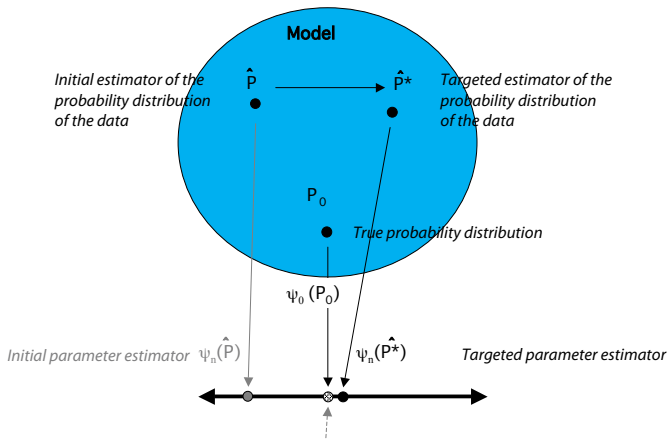 Model
Initial estimator of the
probability distribution
of the data
P̂
P̂*
Targeted estimator of the
probability distribution
of the data
P₀
True probability distribution
ψ₀ (P₀)
Initial parameter estimator
ψₙ(P̂)
ψₙ(P̂*)
Targeted parameter estimator